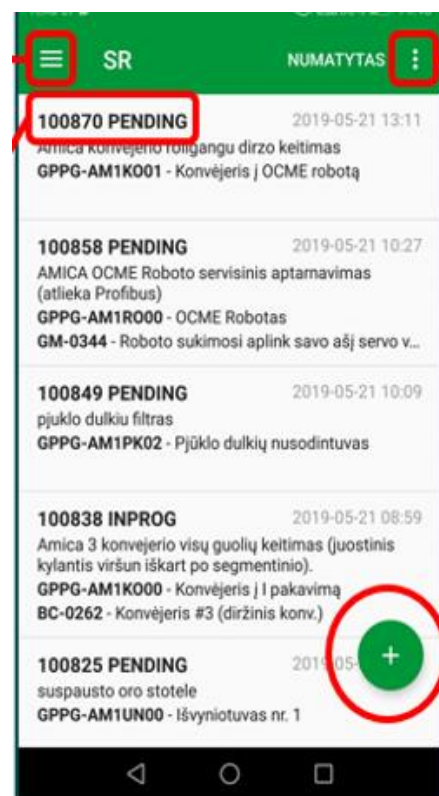 SR
NUMATYTAS
100870 PENDING
2019-05-21 13:11
Amica konvejerio roligangu dirzo keitimas
GPPG-AM1KO01 - Konvėjeris į OCME robotą
100858 PENDING
2019-05-21 10:27
AMICA OCME Roboto servisinis aptarnavimas
(atlieka Profibus)
GPPG-AM1RO00 - OCME Robotas
GM-0344 - Roboto sukimosi aplink savo ašį servo v...
100849 PENDING
2019-05-21 10:09
pjuklo dulkiu filtras
GPPG-AM1PK02 - Pjūklo dulkių nusodintuvas
100838 INPROG
2019-05-21 08:59
Amica 3 konvejerio visų guolių keitimas (juostinis
kylantis viršun iškart po segmentinio).
GPPG-AM1KO00 - Konvėjeris į I pakavimą
BC-0262 - Konvėjeris #3 (diržinis konv.)
100825 PENDING
2019-05-
suspausto oro stotele
GPPG-AM1UN00 - Išvyniotuvas nr. 1